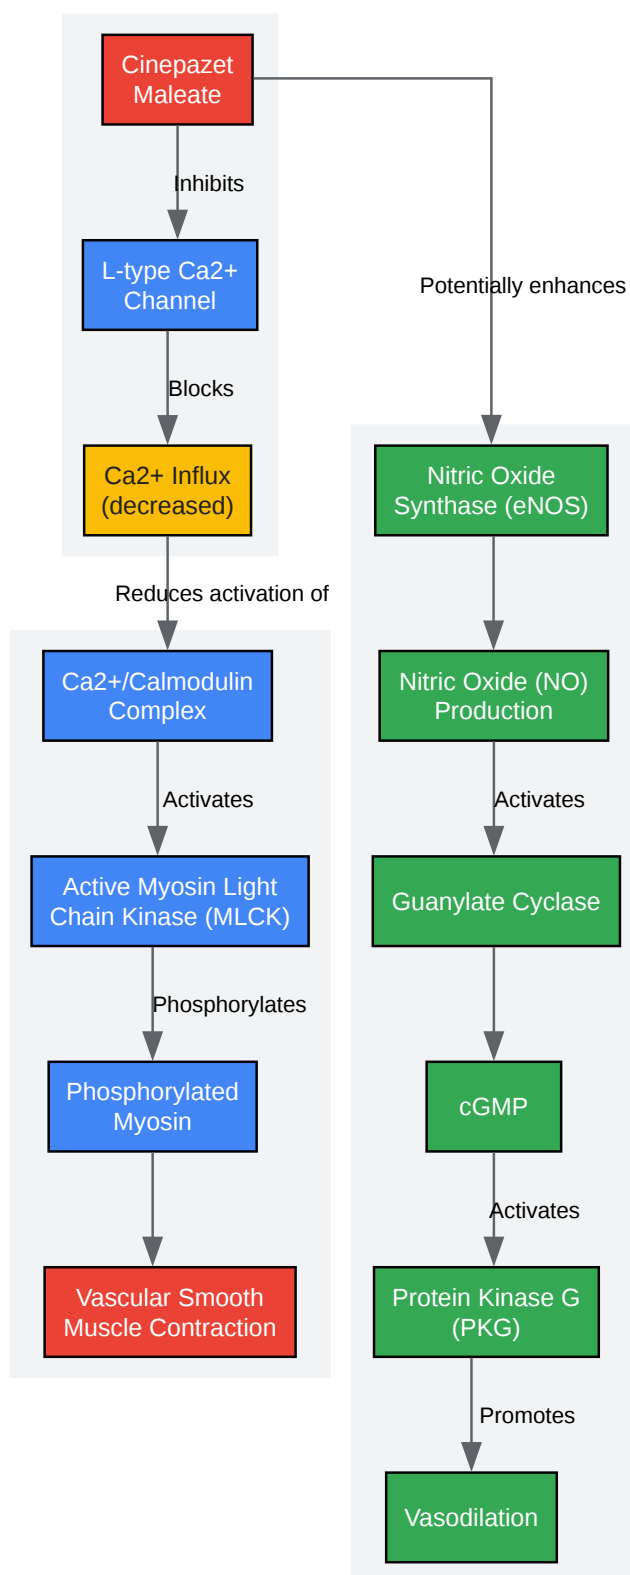 Cinepazet
Maleate
Inhibits
L-type Ca2+
Channel
Potentially enhances
Blocks
Ca2+ Influx
(decreased)
Nitric Oxide
Synthase (eNOS)
Reduces activation of
Ca2+/Calmodulin
Complex
Nitric Oxide (NO)
Production
Activates
Activates
Active Myosin Light
Chain Kinase (MLCK)
Guanylate Cyclase
Phosphorylates
Phosphorylated
Myosin
cGMP
Activates
Vascular Smooth
Muscle Contraction
Protein Kinase G
(PKG)
Promotes
Vasodilation